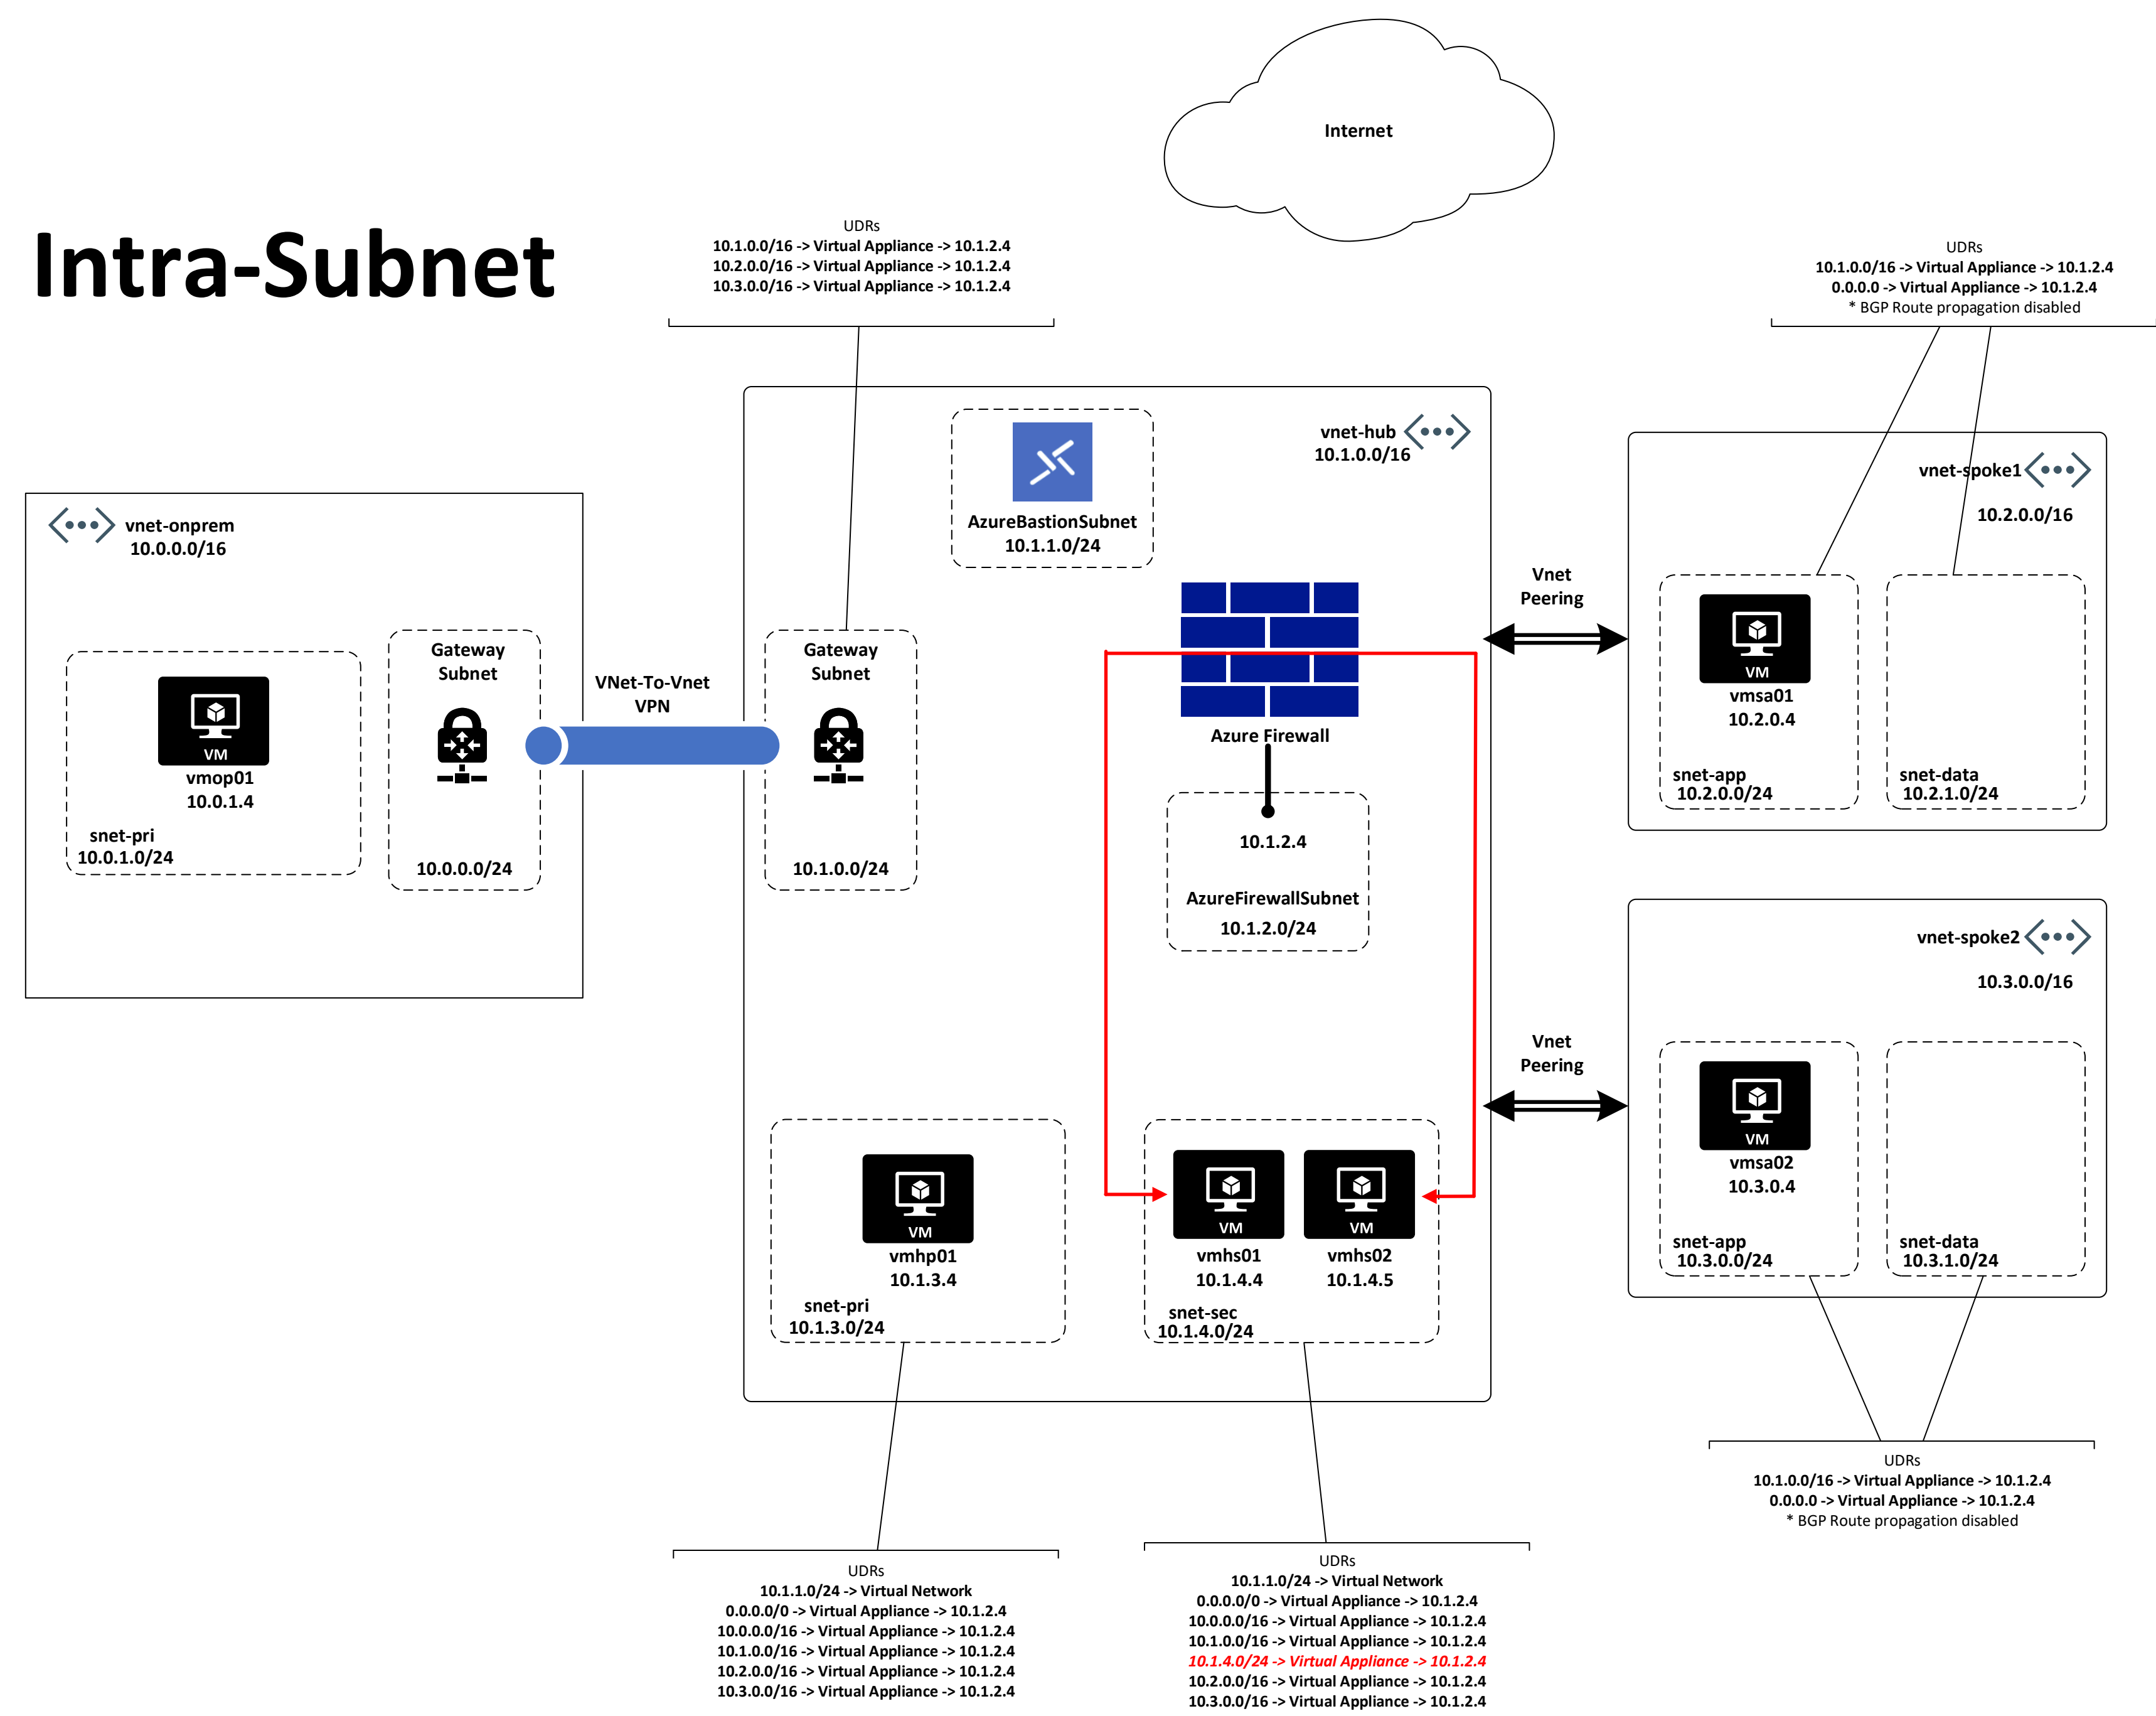 Internet
Intra-Subnet
UDRs
10.1.0.0/16 -> Virtual Appliance -> 10.1.2.4
10.2.0.0/16 -> Virtual Appliance -> 10.1.2.4
10.3.0.0/16 -> Virtual Appliance -> 10.1.2.4
UDRs
10.1.0.0/16 -> Virtual Appliance -> 10.1.2.4
0.0.0.0 -> Virtual Appliance -> 10.1.2.4
* BGP Route propagation disabled
vnet-onprem
10.0.0.0/16
VM
vmop01
10.0.1.4
snet-pri
10.0.1.0/24
Gateway
Subnet
10.0.0.0/24
VNet-To-Vnet
VPN
vnet-hub
10.1.0.0/16
AzureBastionSubnet
10.1.1.0/24
Gateway
Subnet
10.1.0.0/24
Azure Firewall
10.1.2.4
AzureFirewallSubnet
10.1.2.0/24
VM
vmhp01
10.1.3.4
snet-pri
10.1.3.0/24
VM
vmhs01
10.1.4.4
VM
vmhs02
10.1.4.5
snet-sec
10.1.4.0/24
Vnet
Peering
vnet-spoke1
10.2.0.0/16
VM
vmsa01
10.2.0.4
snet-app
10.2.0.0/24
snet-data
10.2.1.0/24
Vnet
Peering
vnet-spoke2
10.3.0.0/16
VM
vmsa02
10.3.0.4
snet-app
10.3.0.0/24
snet-data
10.3.1.0/24
UDRs
10.1.0.0/16 -> Virtual Appliance -> 10.1.2.4
0.0.0.0 -> Virtual Appliance -> 10.1.2.4
* BGP Route propagation disabled
UDRs
10.1.1.0/24 -> Virtual Network
0.0.0.0/0 -> Virtual Appliance -> 10.1.2.4
10.0.0.0/16 -> Virtual Appliance -> 10.1.2.4
10.1.0.0/16 -> Virtual Appliance -> 10.1.2.4
10.2.0.0/16 -> Virtual Appliance -> 10.1.2.4
10.3.0.0/16 -> Virtual Appliance -> 10.1.2.4
UDRs
10.1.1.0/24 -> Virtual Network
0.0.0.0/0 -> Virtual Appliance -> 10.1.2.4
10.0.0.0/16 -> Virtual Appliance -> 10.1.2.4
10.1.0.0/16 -> Virtual Appliance -> 10.1.2.4
10.1.4.0/24 -> Virtual Appliance -> 10.1.2.4
10.2.0.0/16 -> Virtual Appliance -> 10.1.2.4
10.3.0.0/16 -> Virtual Appliance -> 10.1.2.4